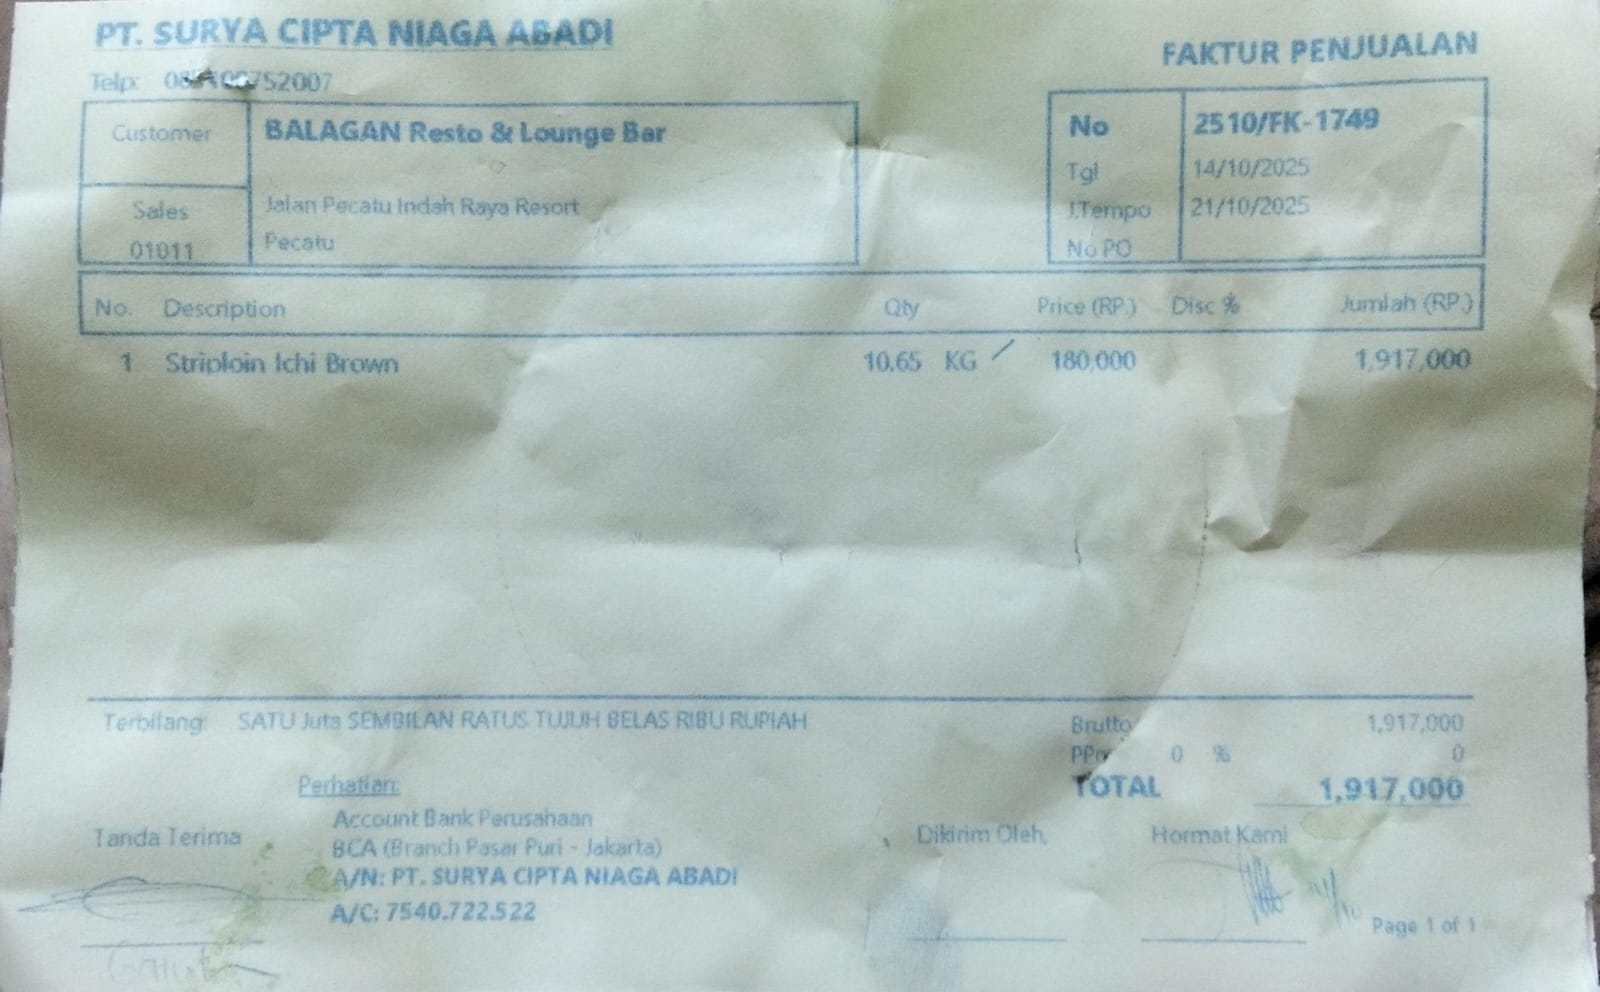 PT. SURYA CIPTA NIAGA ABADI
FAKTUR PENJUALAN
Telp:
Customer BALAGAN Resto & Lounge Bar
Sales Jalan Pecatu Indah Raya Resort
01011 Pecatu
No 2510/FK-1749
Tgl 14/10/2025
J.Tempo 21/10/2025
No PO
No. Description Qty Price (RP.) Disc % Jumlah (RP.)
1 Striploin Ichi Brown 10.65 KG 180,000 1,917,000
Terbilang: SATU Juta SEMBILAN RATUS TUJUH BELAS RIBU RUPIAH
Brutto 1,917,000
PPn 0 % 0
TOTAL 1,917,000
Perhatian:
Account Bank Perusahaan
BCA (Branch Pasar Puri - Jakarta)
A/N: PT. SURYA CIPTA NIAGA ABADI
A/C: 7540.722.522
Tanda Terima
Dikirim Oleh,
Hormat Kami
Page 1 of 1